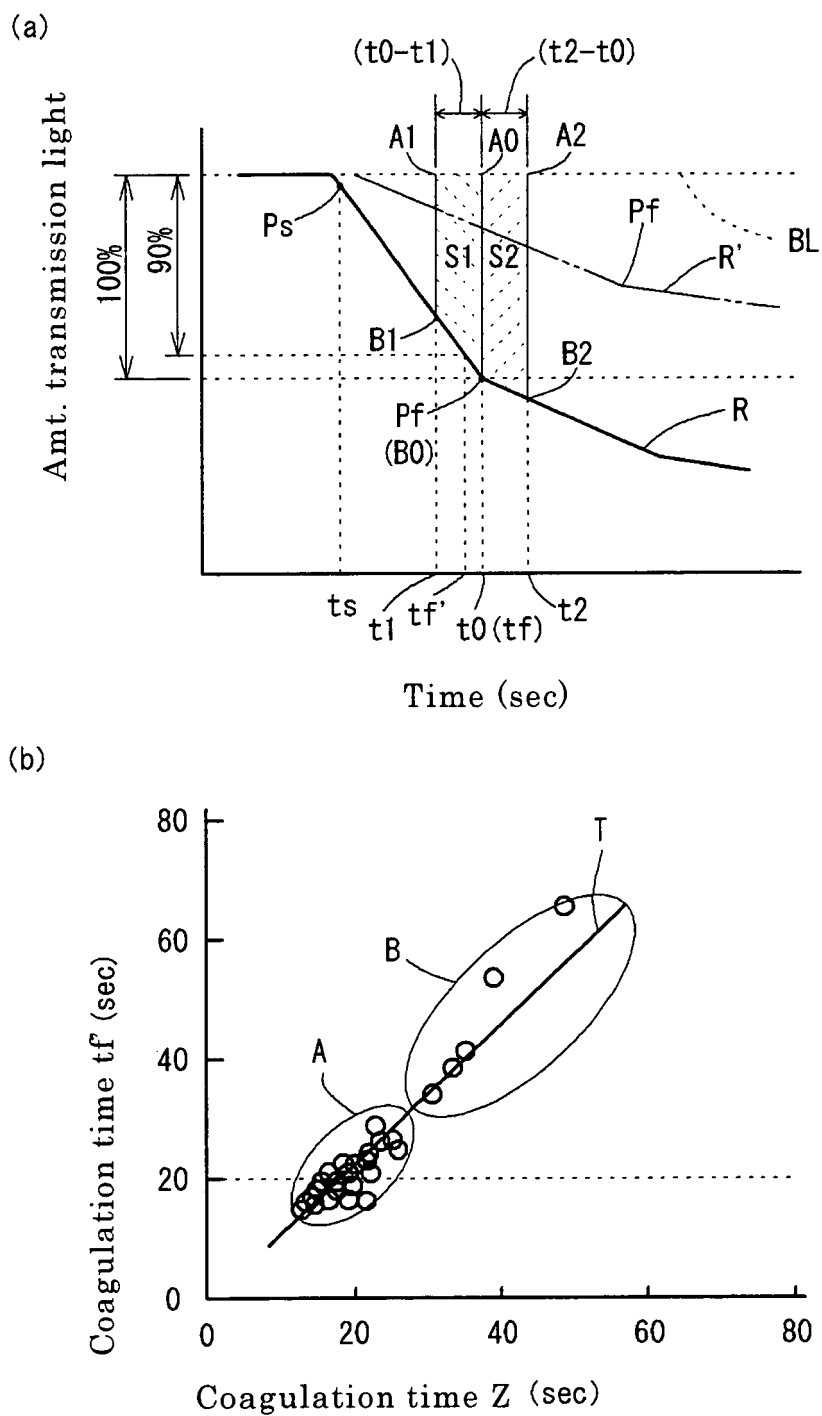 (a)
(t0-t1) (t2-t0)
A1 A0 A2
Amt. transmission light
100%
90%
Ps
S1 S2
Pf
R'
BL
B1
B2
Pf
(B0)
R
ts t1 tf' t0(tf) t2
Time (sec)
(b)
80
60
40
20
0
T
B
A
Coagulation time tf' (sec)
0 20 40 60 80
Coagulation time Z (sec)